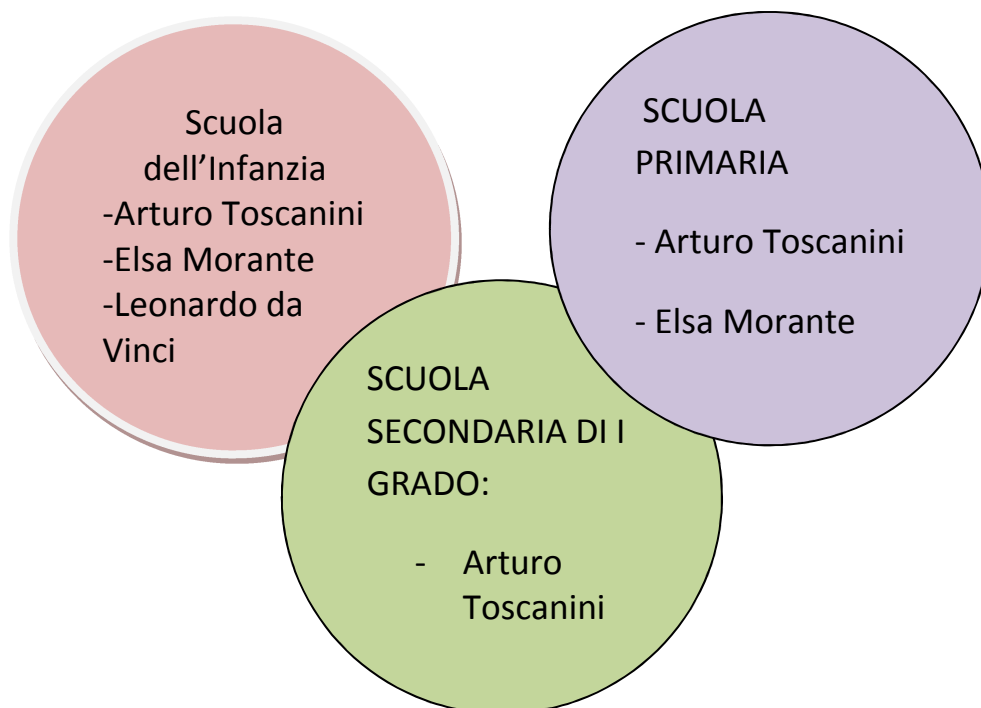 Scuola
dell’Infanzia
-Arturo Toscanini
-Elsa Morante
-Leonardo da
Vinci
SCUOLA
PRIMARIA
- Arturo Toscanini
- Elsa Morante
SCUOLA
SECONDARIA DI I
GRADO:
- Arturo
Toscanini